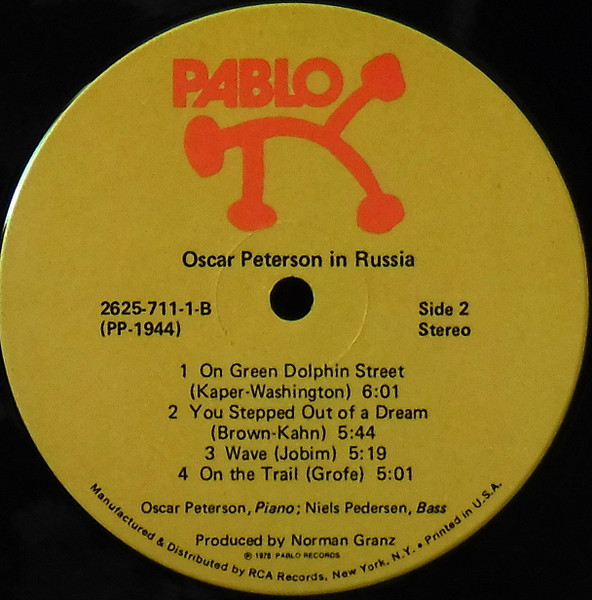 PABLO
Oscar Peterson in Russia
2625-711-1-B
(PP-1944)
Side 2
Stereo
1 On Green Dolphin Street
(Kaper-Washington) 6:01
2 You Stepped Out of a Dream
(Brown-Kahn) 5:44
3 Wave (Jobim) 5:19
4 On the Trail (Grofe) 5:01
Oscar Peterson, Piano; Niels Pedersen, Bass
Produced by Norman Granz
℗ 1976 PABLO RECORDS
Manufactured & Distributed by RCA Records, New York, N.Y. • Printed in U.S.A.